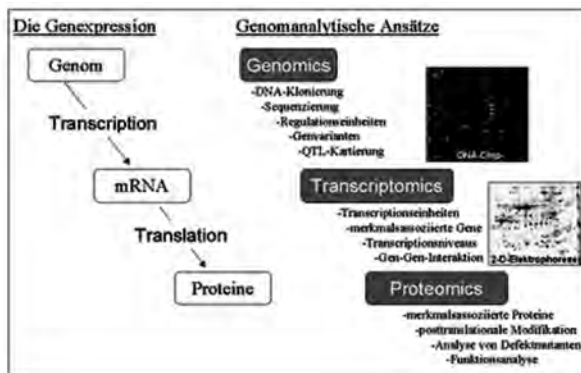 Die Genexpression
Genomanalytische Ansätze
Genom
Transcription
mRNA
Translation
Proteine
Genomics
-DNA-Klonierung
-Sequenzierung
-Regulationseinheiten
-Genvarianten
-QTL-Kartierung
DNA-Chip
Transcriptomics
-Transcriptionseinheiten
-merkmalsassoziierte Gene
-Transcriptionsniveaus
-Gen-Gen-Interaktion
2-D-Elektrophorese
Proteomics
-merkmalsassoziierte Proteine
-posttranslationale Modifikation
-Analyse von Defektmutanten
-Funktionsanalyse